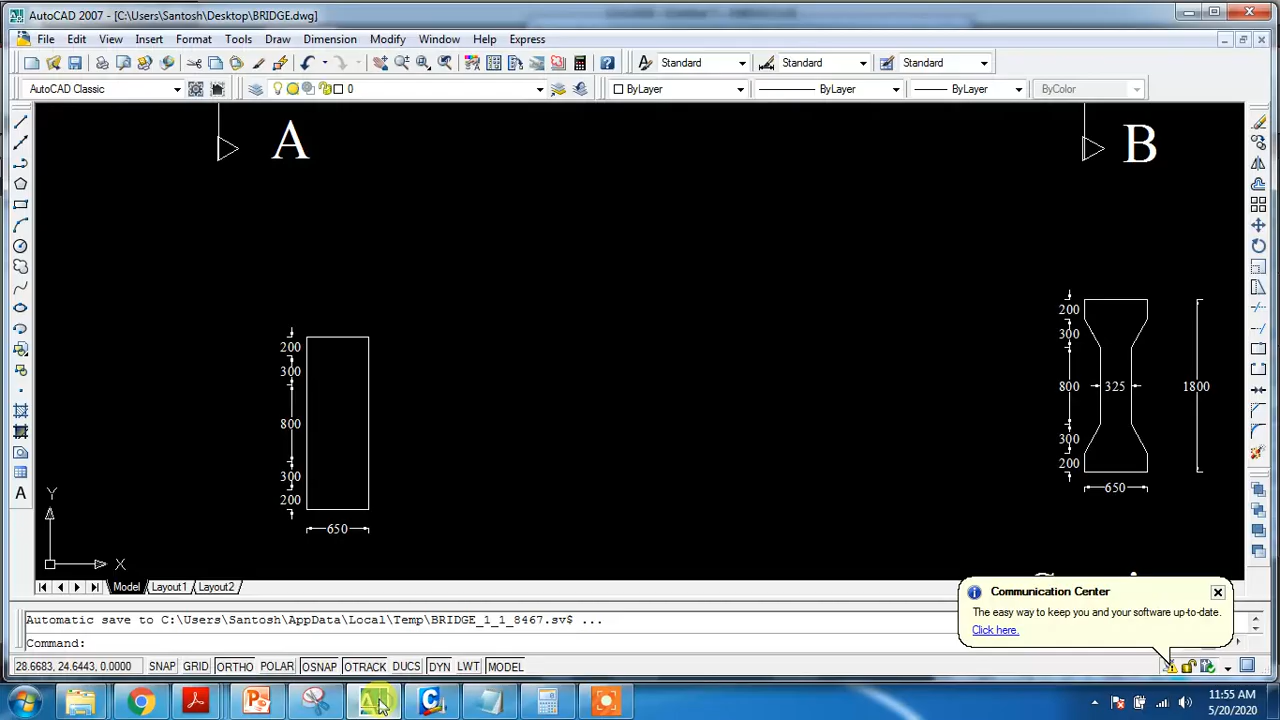 AutoCAD 2007 - [C:\Users\Santosh\Desktop\BRIDGE.dwg]
File Edit View Insert Format Tools Draw Dimension Modify Window Help Express
Standard Standard Standard
AutoCAD Classic 0 ByLayer ByLayer ByLayer ByColor
A B
200
300
800
300
200
650
200
300
800 325 1800
300
200
650
Y
X
Model Layout1 Layout2
Communication Center
The easy way to keep you and your software up-to-date.
Click here.
Automatic save to C:\Users\Santosh\AppData\Local\Temp\BRIDGE_1_1_8467.sv$ ...
Command:
28.6683, 24.6443, 0.0000 SNAP GRID ORTHO POLAR OSNAP OTRACK DUCS DYN LWT MODEL
11:55 AM
5/20/2020